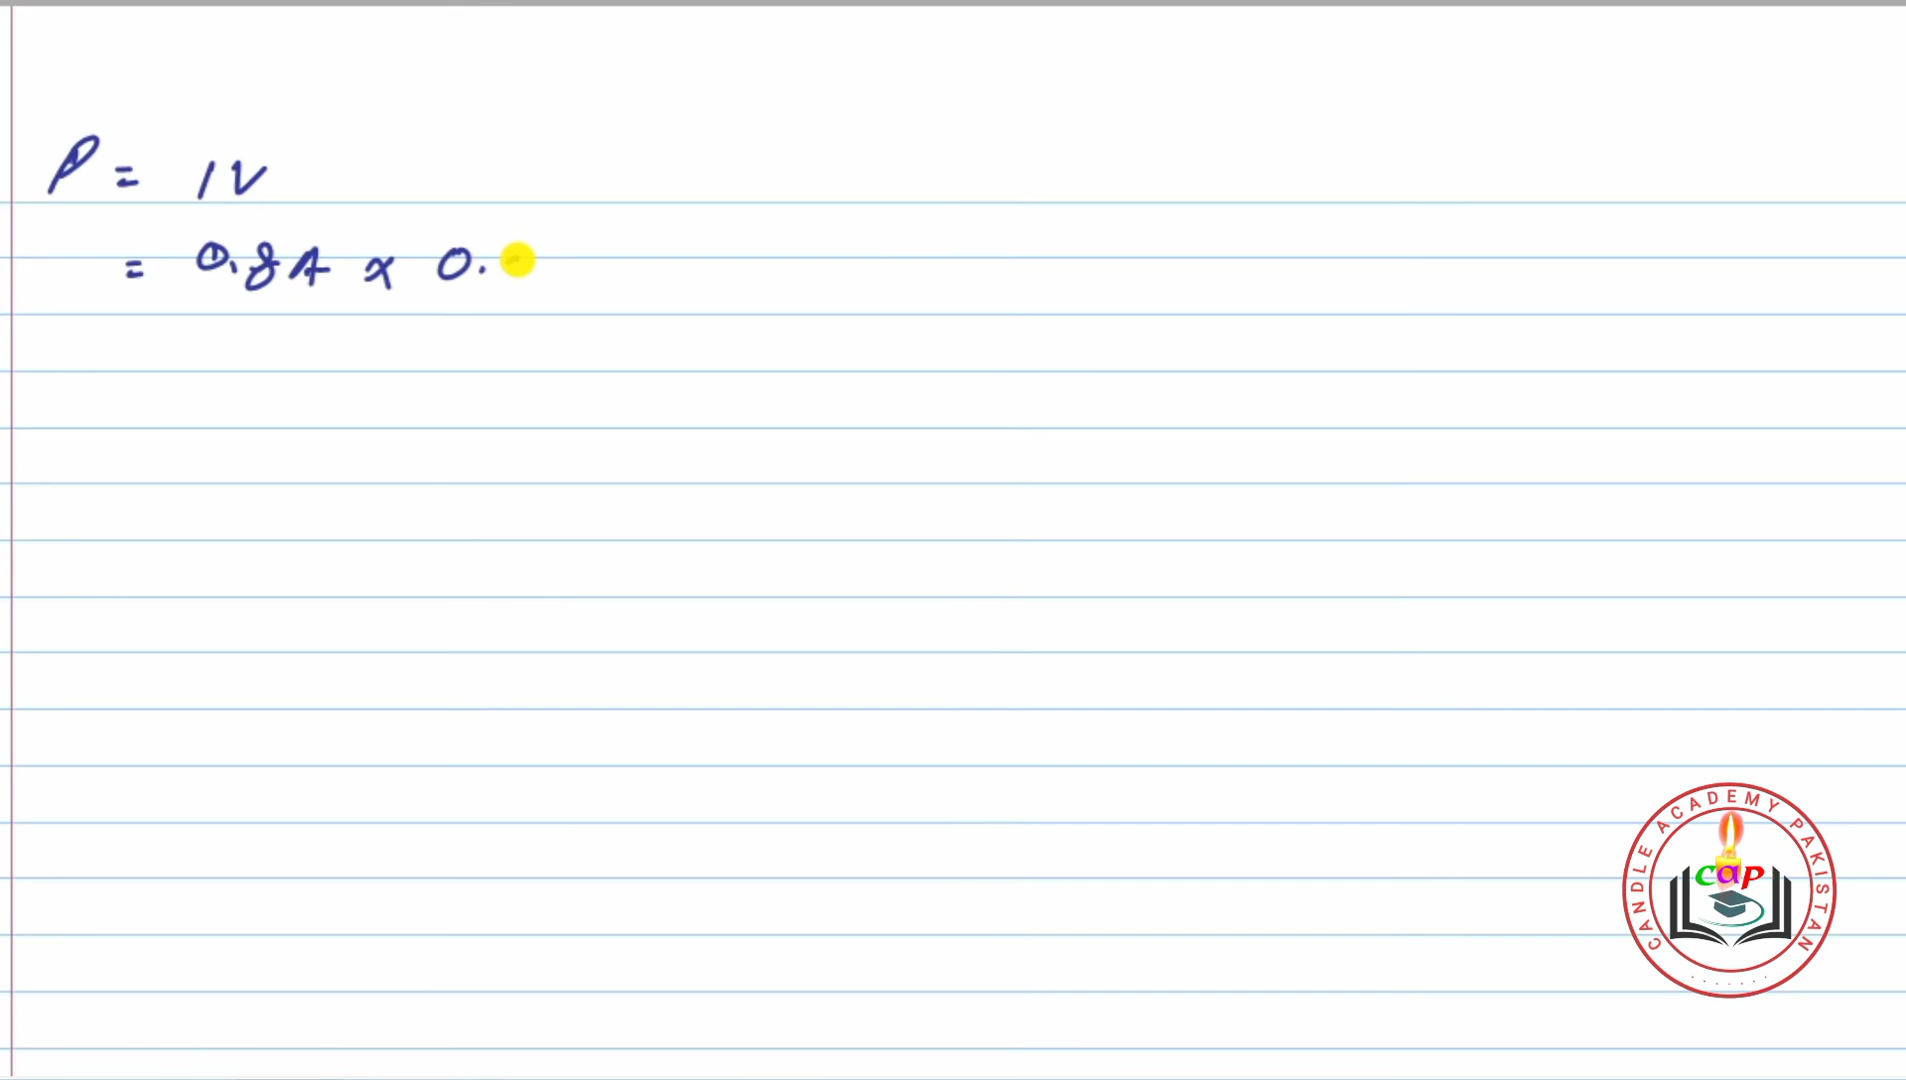 P = IV
= 0.8A x 0.
CANDLE ACADEMY PAKISTAN
cap